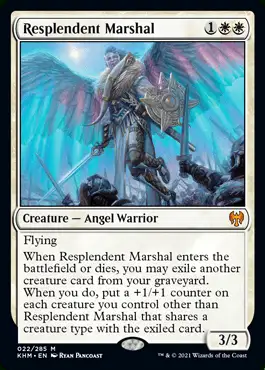 Resplendent Marshal 1
Creature — Angel Warrior
Flying
When Resplendent Marshal enters the
battlefield or dies, you may exile another
creature card from your graveyard.
When you do, put a +1/+1 counter on
each creature you control other than
Resplendent Marshal that shares a
creature type with the exiled card.
3/3
022/285 M
KHM • EN Ryan Pancoast
™ & © 2021 Wizards of the Coast